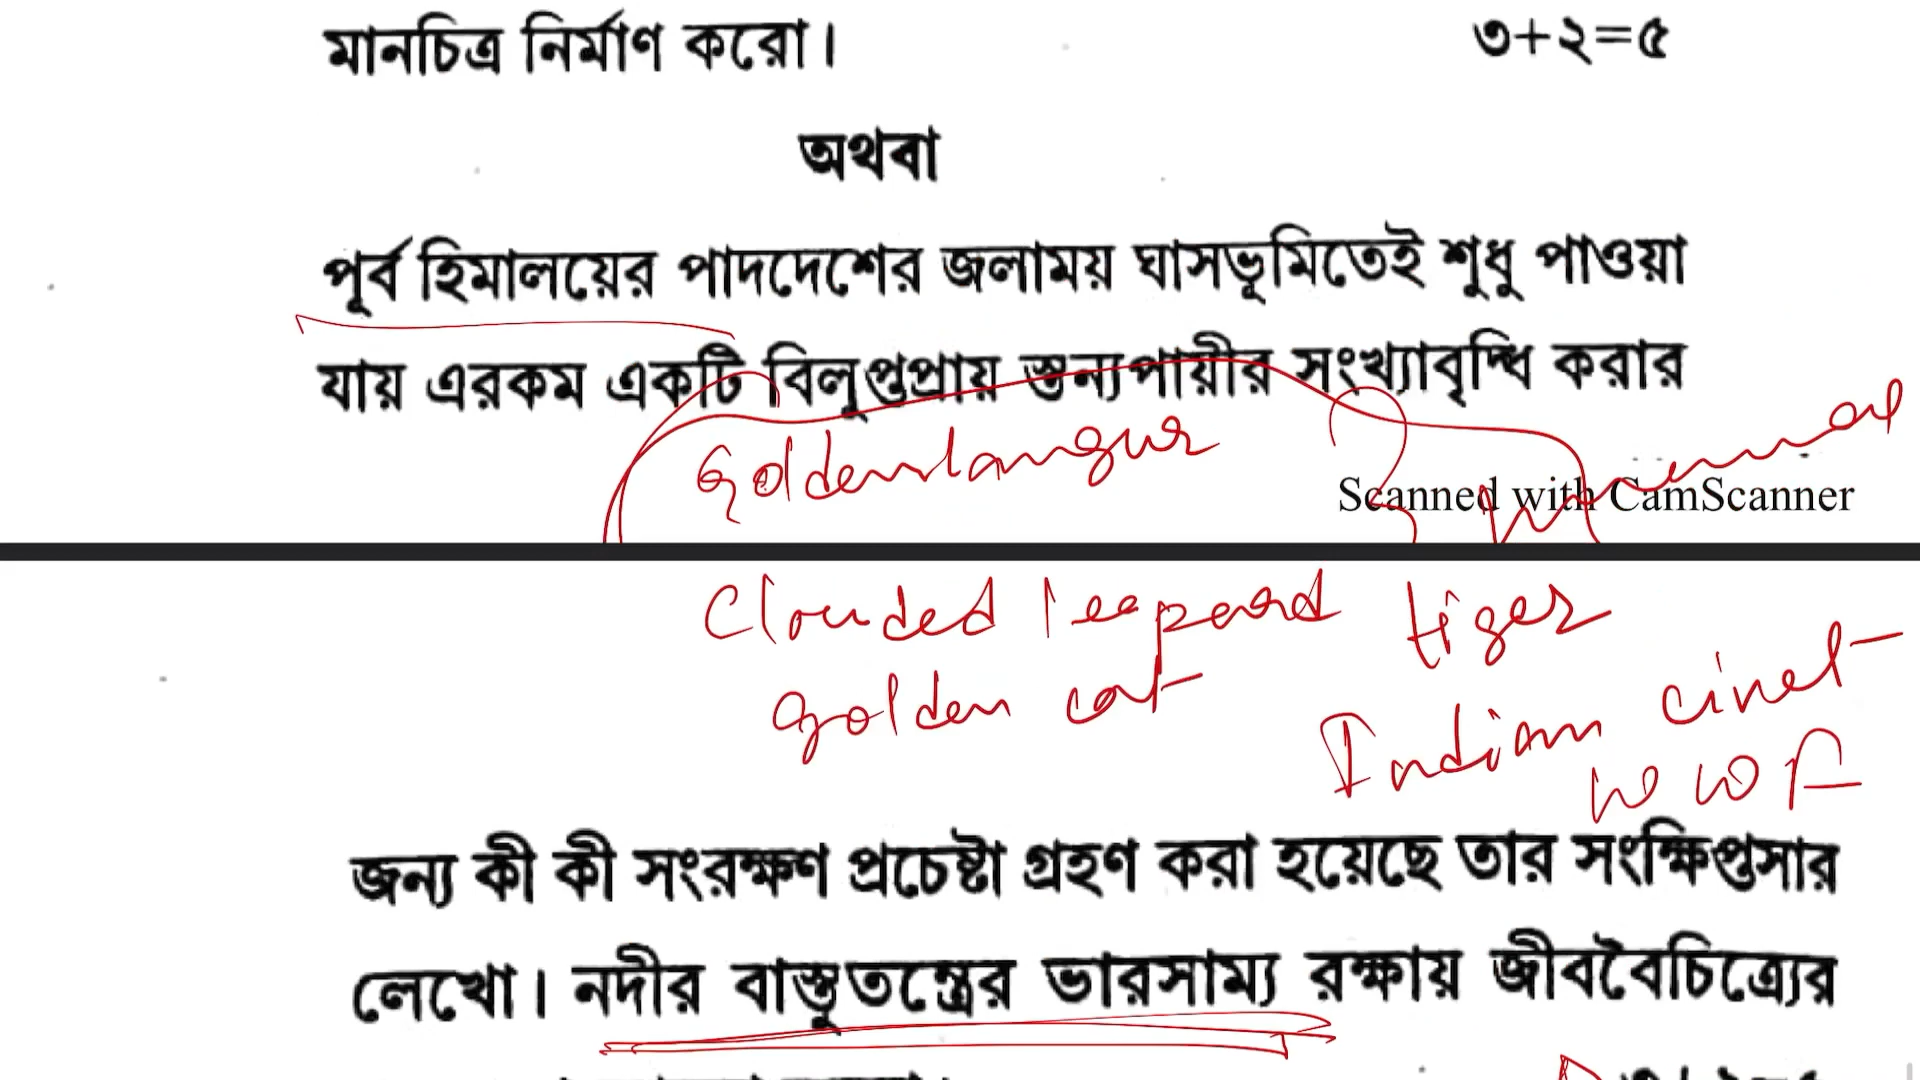 মানচিত্র নির্মাণ করো। ৩+২=৫
অথবা
পূর্ব হিমালয়ের পাদদেশের জলাময় ঘাসভূমিতেই শুধু পাওয়া
যায় এরকম একটি বিলুপ্তপ্রায় স্তন্যপায়ীর সংখ্যাবৃদ্ধি করার
Golden langur
Scanned with CamScanner
Clouded leepard tiger
golden cat
Indian civet
WWF
জন্য কী কী সংরক্ষণ প্রচেষ্টা গ্রহণ করা হয়েছে তার সংক্ষিপ্তসার
লেখো। নদীর বাস্তুতন্ত্রের ভারসাম্য রক্ষায় জীববৈচিত্র্যের